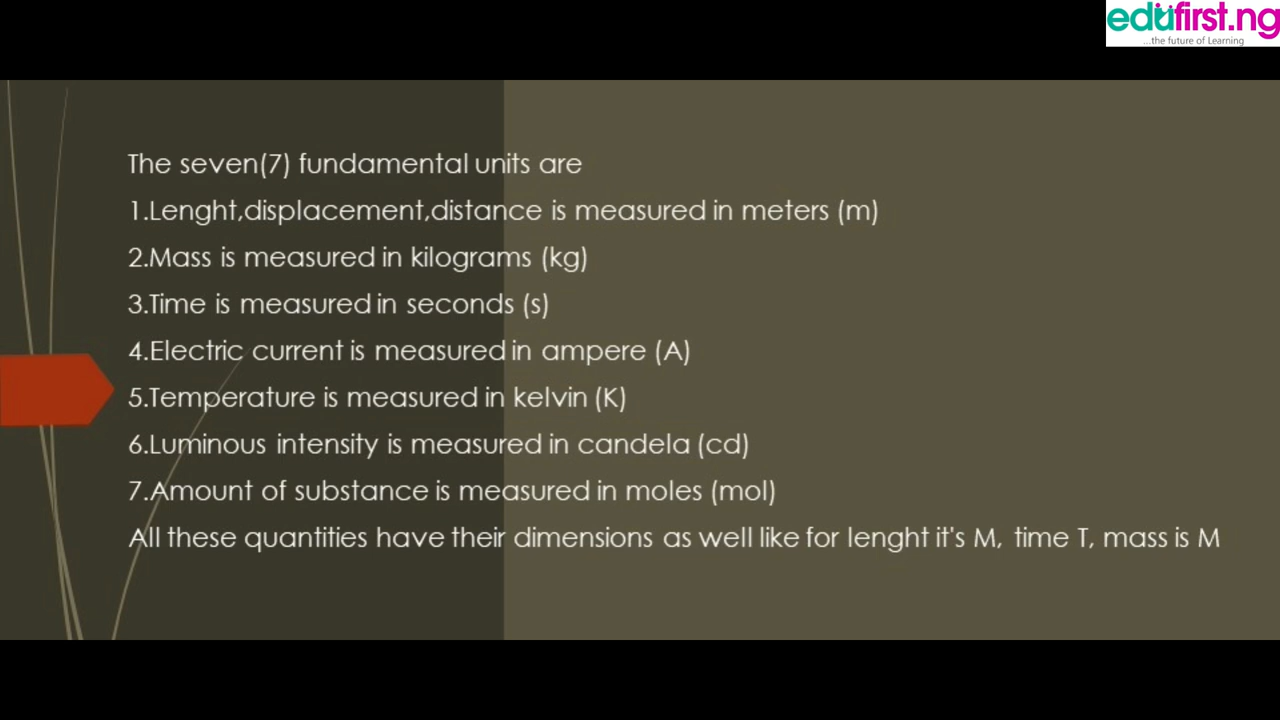 edufirst.ng
...the future of Learning
The seven(7) fundamental units are
1.Lenght,displacement,distance is measured in meters (m)
2.Mass is measured in kilograms (kg)
3.Time is measured in seconds (s)
4.Electric current is measured in ampere (A)
5.Temperature is measured in kelvin (K)
6.Luminous intensity is measured in candela (cd)
7.Amount of substance is measured in moles (mol)
All these quantities have their dimensions as well like for lenght it's M, time T, mass is M